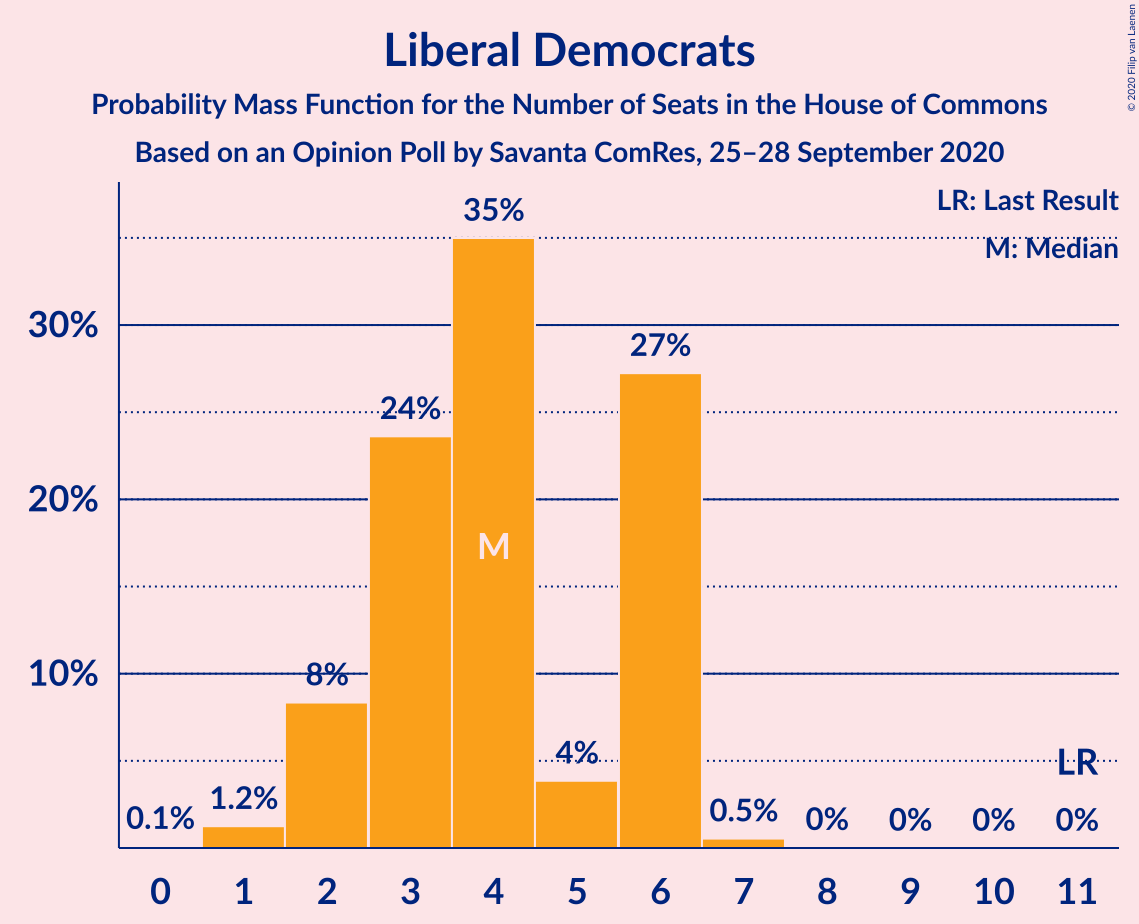 Liberal Democrats
Probability Mass Function for the Number of Seats in the House of Commons
Based on an Opinion Poll by Savanta ComRes, 25–28 September 2020
© 2020 Filip van Laenen
LR: Last Result
M: Median
35%
30%
27%
24%
20%
M
10%
8%
4%
LR
1.2%
0.1%
0.5%
0%
0%
0%
0%
0 1 2 3 4 5 6 7 8 9 10 11